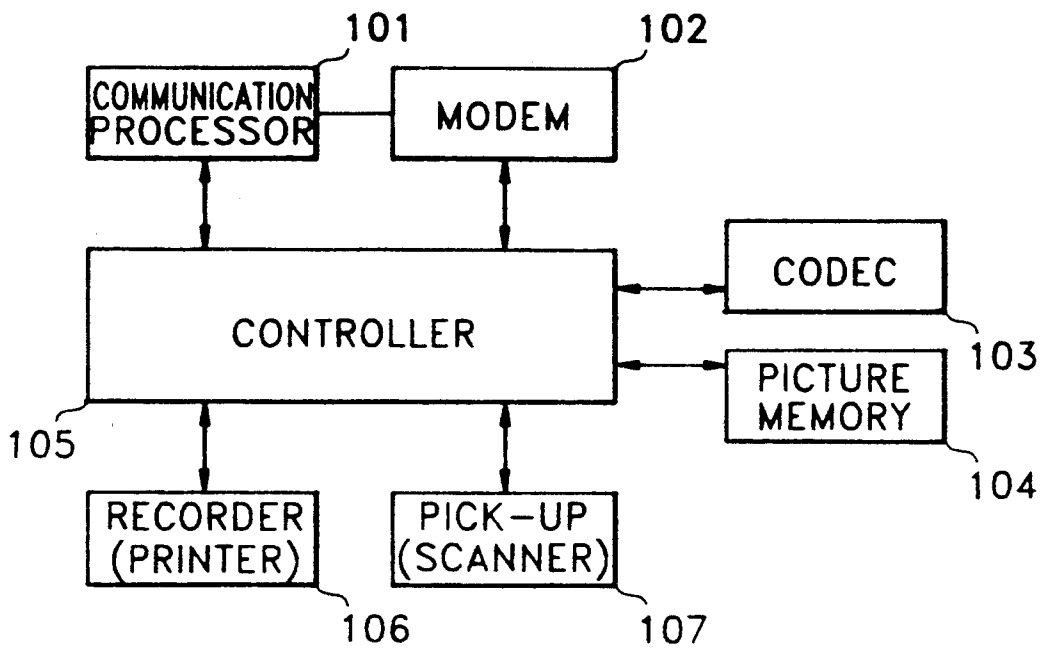 101
102
COMMUNICATION
PROCESSOR
MODEM
CODEC
103
CONTROLLER
105
PICTURE
MEMORY
104
RECORDER
(PRINTER)
106
PICK-UP
(SCANNER)
107